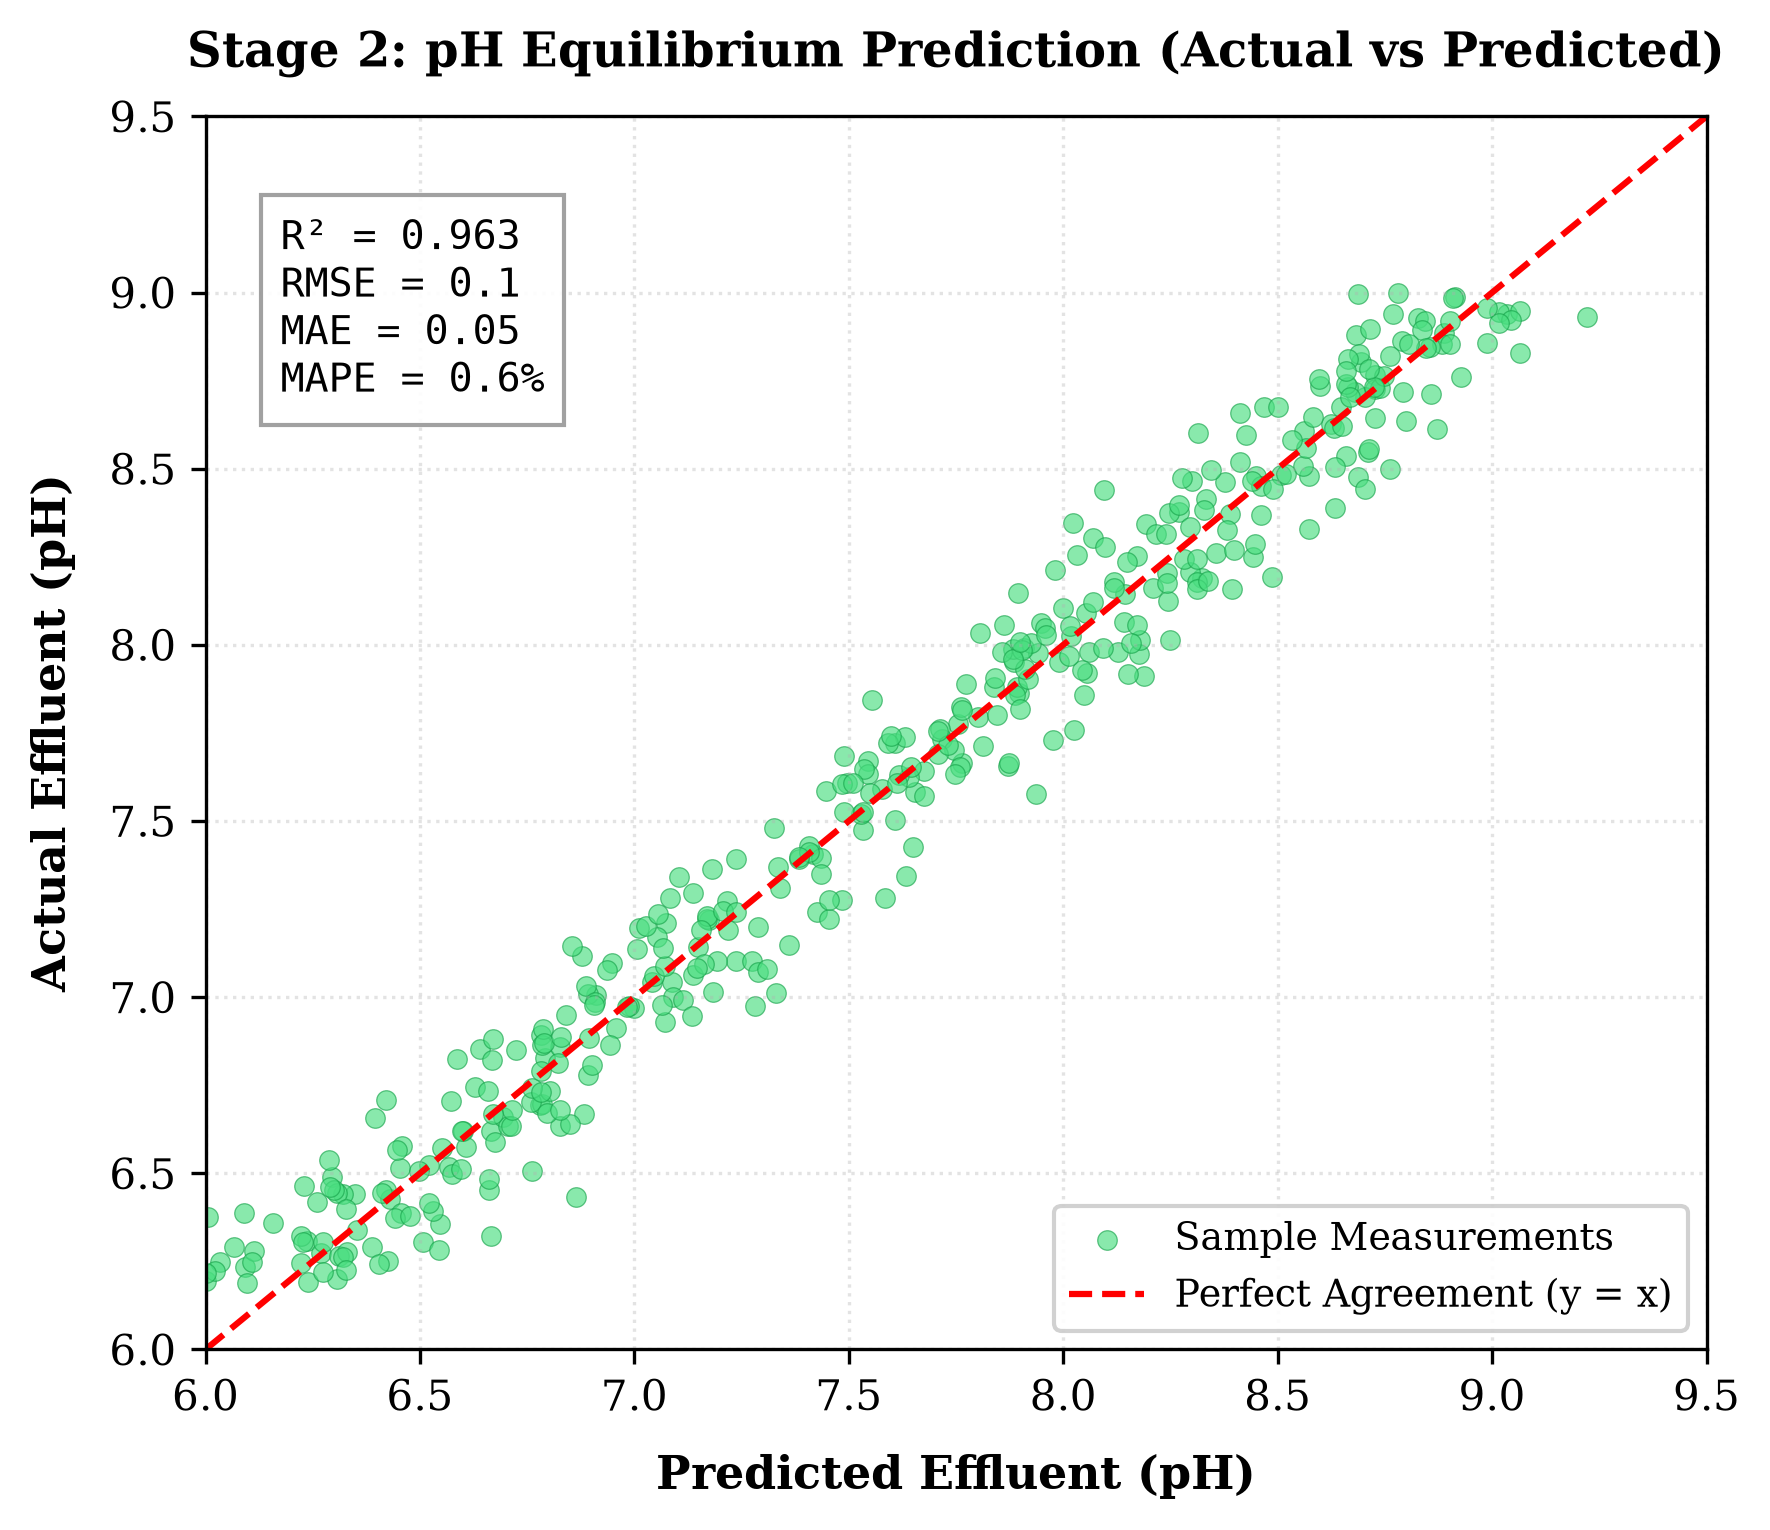 Stage 2: pH Equilibrium Prediction (Actual vs Predicted)
9.5
9.0
8.5
8.0
7.5
7.0
6.5
6.0
R² = 0.963
RMSE = 0.1
MAE = 0.05
MAPE = 0.6%
Actual Effluent (pH)
Sample Measurements
Perfect Agreement (y = x)
6.0 6.5 7.0 7.5 8.0 8.5 9.0 9.5
Predicted Effluent (pH)